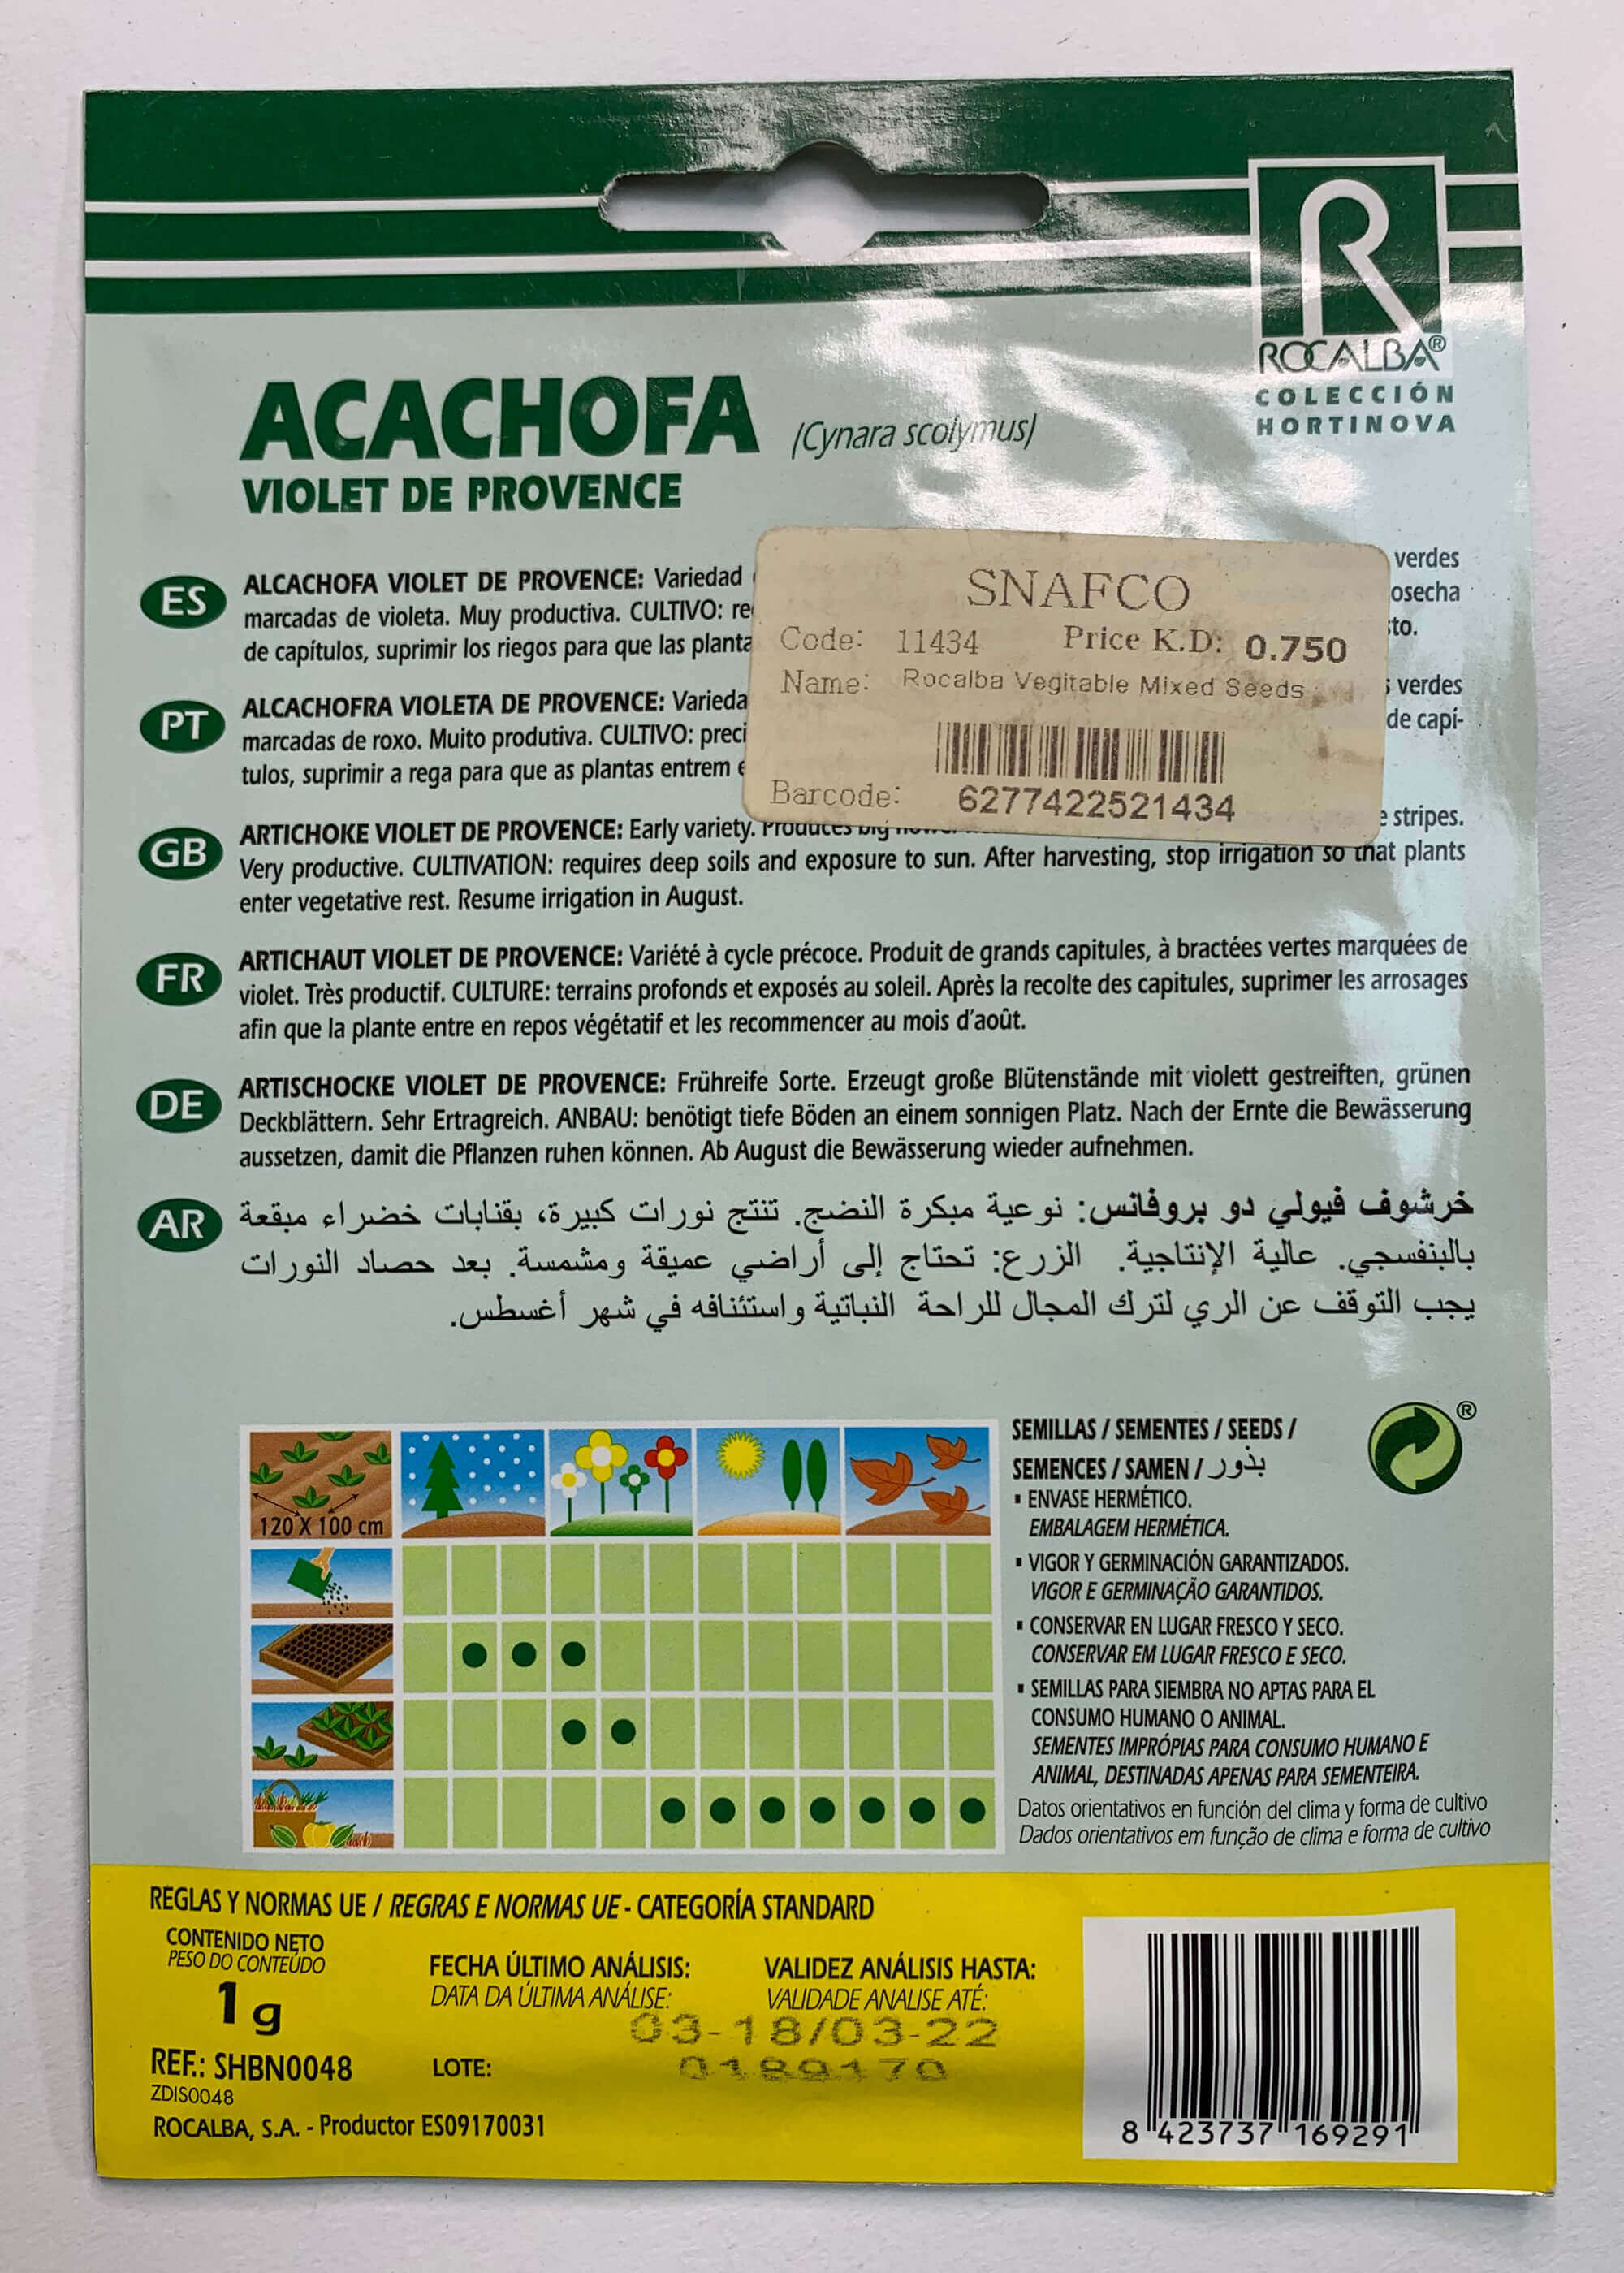 ROCALBA®
COLECCIÓN
HORTINOVA
ACACHOFA (Cynara scolymus)
VIOLET DE PROVENCE
ES
ALCACHOFA VIOLET DE PROVENCE: Variedad verdes
marcadas de violeta. Muy productiva. CULTIVO: osecha
de capítulos, suprimir los riegos para que las planta sto.
SNAFCO
Code: 11434 Price K.D: 0.750
Name: Rocalba Vegitable Mixed Seeds
Barcode: 6277422521434
PT
ALCACHOFRA VIOLETA DE PROVENCE: Varieda verdes
marcadas de roxo. Muito produtiva. CULTIVO: preci de capí-
tulos, suprimir a rega para que as plantas entrem
GB
ARTICHOKE VIOLET DE PROVENCE: Early variety. Produces big stripes.
Very productive. CULTIVATION: requires deep soils and exposure to sun. After harvesting, stop irrigation so that plants
enter vegetative rest. Resume irrigation in August.
FR
ARTICHAUT VIOLET DE PROVENCE: Variété à cycle précoce. Produit de grands capitules, à bractées vertes marquées de
violet. Très productif. CULTURE: terrains profonds et exposés au soleil. Après la recolte des capitules, suprimer les arrosages
afin que la plante entre en repos végétatif et les recommencer au mois d'août.
DE
ARTISCHOCKE VIOLET DE PROVENCE: Frühreife Sorte. Erzeugt große Blütenstände mit violett gestreiften, grünen
Deckblättern. Sehr Ertragreich. ANBAU: benötigt tiefe Böden an einem sonnigen Platz. Nach der Ernte die Bewässerung
aussetzen, damit die Pflanzen ruhen können. Ab August die Bewässerung wieder aufnehmen.
AR
خرشوف فيولي دو بروفانس: نوعية مبكرة النضج. تنتج نورات كبيرة، بقنابات خضراء مبقعة
بالبنفسجي. عالية الإنتاجية. الزرع: تحتاج إلى أراضي عميقة ومشمسة. بعد حصاد النورات
يجب التوقف عن الري لترك المجال للراحة النباتية واستئنافه في شهر أغسطس.
120 X 100 cm
SEMILLAS / SEMENTES / SEEDS /
SEMENCES / SAMEN / بذور
®
▪ ENVASE HERMÉTICO.
EMBALAGEM HERMÉTICA.
▪ VIGOR Y GERMINACIÓN GARANTIZADOS.
VIGOR E GERMINAÇÃO GARANTIDOS.
▪ CONSERVAR EN LUGAR FRESCO Y SECO.
CONSERVAR EM LUGAR FRESCO E SECO.
▪ SEMILLAS PARA SIEMBRA NO APTAS PARA EL
CONSUMO HUMANO O ANIMAL.
SEMENTES IMPRÓPIAS PARA CONSUMO HUMANO E
ANIMAL, DESTINADAS APENAS PARA SEMENTEIRA.
Datos orientativos en función del clima y forma de cultivo
Dados orientativos em função de clima e forma de cultivo
REGLAS Y NORMAS UE / REGRAS E NORMAS UE - CATEGORÍA STANDARD
CONTENIDO NETO
PESO DO CONTEÚDO
1 g
FECHA ÚLTIMO ANÁLISIS:
DATA DA ÚLTIMA ANÁLISE:
VALIDEZ ANÁLISIS HASTA:
VALIDADE ANALISE ATÉ:
03-18/03-22
REF.: SHBN0048
LOTE: 0189170
ZDIS0048
ROCALBA, S.A. - Productor ES09170031
8 423737 169291